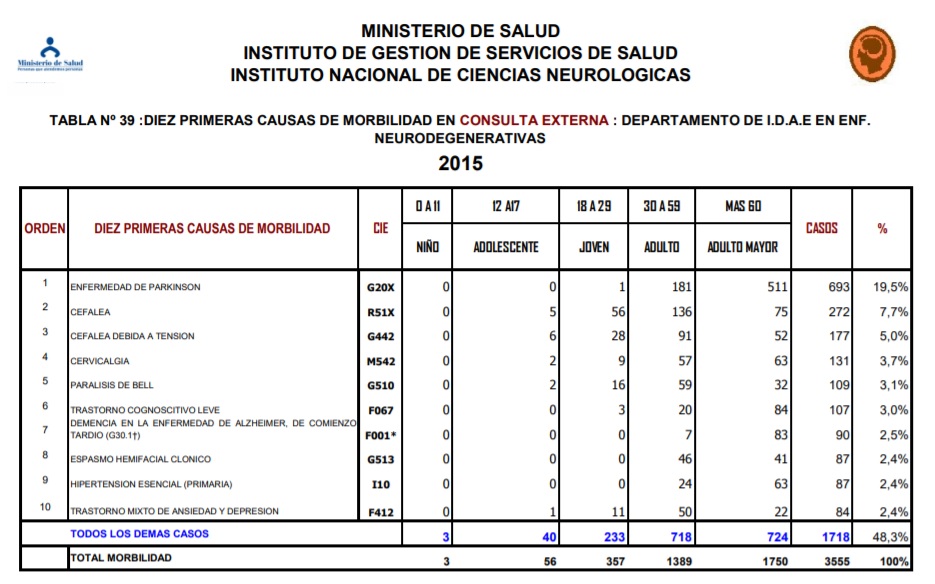 MINISTERIO DE SALUD
INSTITUTO DE GESTION DE SERVICIOS DE SALUD
INSTITUTO NACIONAL DE CIENCIAS NEUROLOGICAS
Ministerio de Salud
Personas que atendemos personas
TABLA Nº 39 :DIEZ PRIMERAS CAUSAS DE MORBILIDAD EN CONSULTA EXTERNA : DEPARTAMENTO DE I.D.A.E EN ENF.
NEURODEGENERATIVAS
2015
ORDEN DIEZ PRIMERAS CAUSAS DE MORBILIDAD CIE 0 A 11 12 A17 18 A 29 30 A 59 MAS 60 CASOS %
NIÑO ADOLESCENTE JOVEN ADULTO ADULTO MAYOR
1 ENFERMEDAD DE PARKINSON G20X 0 0 1 181 511 693 19,5%
2 CEFALEA R51X 0 5 56 136 75 272 7,7%
3 CEFALEA DEBIDA A TENSION G442 0 6 28 91 52 177 5,0%
4 CERVICALGIA M542 0 2 9 57 63 131 3,7%
5 PARALISIS DE BELL G510 0 2 16 59 32 109 3,1%
6 TRASTORNO COGNOSCITIVO LEVE F067 0 0 3 20 84 107 3,0%
7 DEMENCIA EN LA ENFERMEDAD DE ALZHEIMER, DE COMIENZO
TARDIO (G30.1†) F001* 0 0 0 7 83 90 2,5%
8 ESPASMO HEMIFACIAL CLONICO G513 0 0 0 46 41 87 2,4%
9 HIPERTENSION ESENCIAL (PRIMARIA) I10 0 0 0 24 63 87 2,4%
10 TRASTORNO MIXTO DE ANSIEDAD Y DEPRESION F412 0 1 11 50 22 84 2,4%
TODOS LOS DEMAS CASOS 3 40 233 718 724 1718 48,3%
TOTAL MORBILIDAD 3 56 357 1389 1750 3555 100%